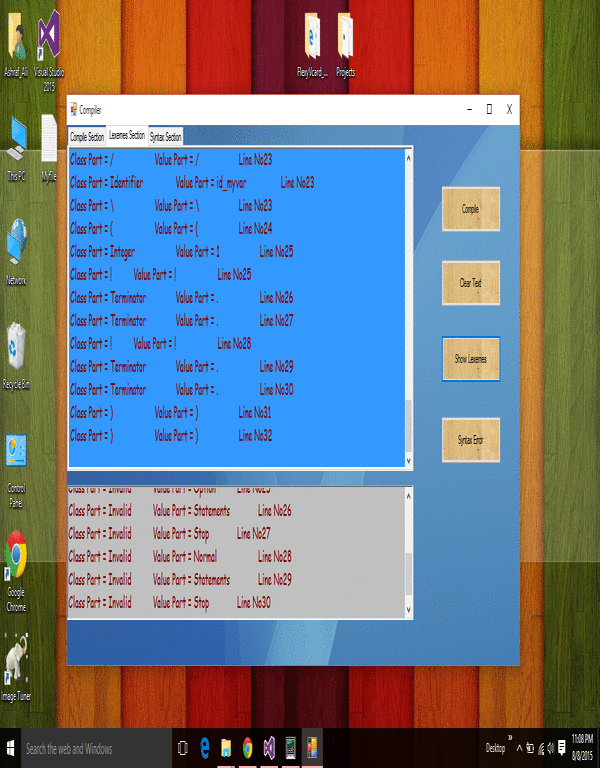 Ashraf_Ali
Visual Studio 2015
FlexyVcard_...
Projects
This PC
Myfile
Network
Recycle Bin
Control Panel
Google Chrome
Image Tuner
Compiler
Compile Section Lexemes Section Syntax Section
Class Part = / Value Part = / Line No23
Class Part = Identifier Value Part = id_myvar Line No23
Class Part = \ Value Part = \ Line No23
Class Part = ( Value Part = ( Line No24
Class Part = Integer Value Part = 1 Line No25
Class Part = ! Value Part = ! Line No25
Class Part = Terminator Value Part = . Line No26
Class Part = Terminator Value Part = . Line No27
Class Part = ! Value Part = ! Line No28
Class Part = Terminator Value Part = . Line No29
Class Part = Terminator Value Part = . Line No30
Class Part = ) Value Part = ) Line No31
Class Part = ) Value Part = ) Line No32
Class Part = Invalid Value Part = Option Line No25
Class Part = Invalid Value Part = Statements Line No26
Class Part = Invalid Value Part = Stop Line No27
Class Part = Invalid Value Part = Normal Line No28
Class Part = Invalid Value Part = Statements Line No29
Class Part = Invalid Value Part = Stop Line No30
Compile
Clear Text
Show Lexemes
Syntax Error
Search the web and Windows
Desktop
11:08 PM
8/8/2015